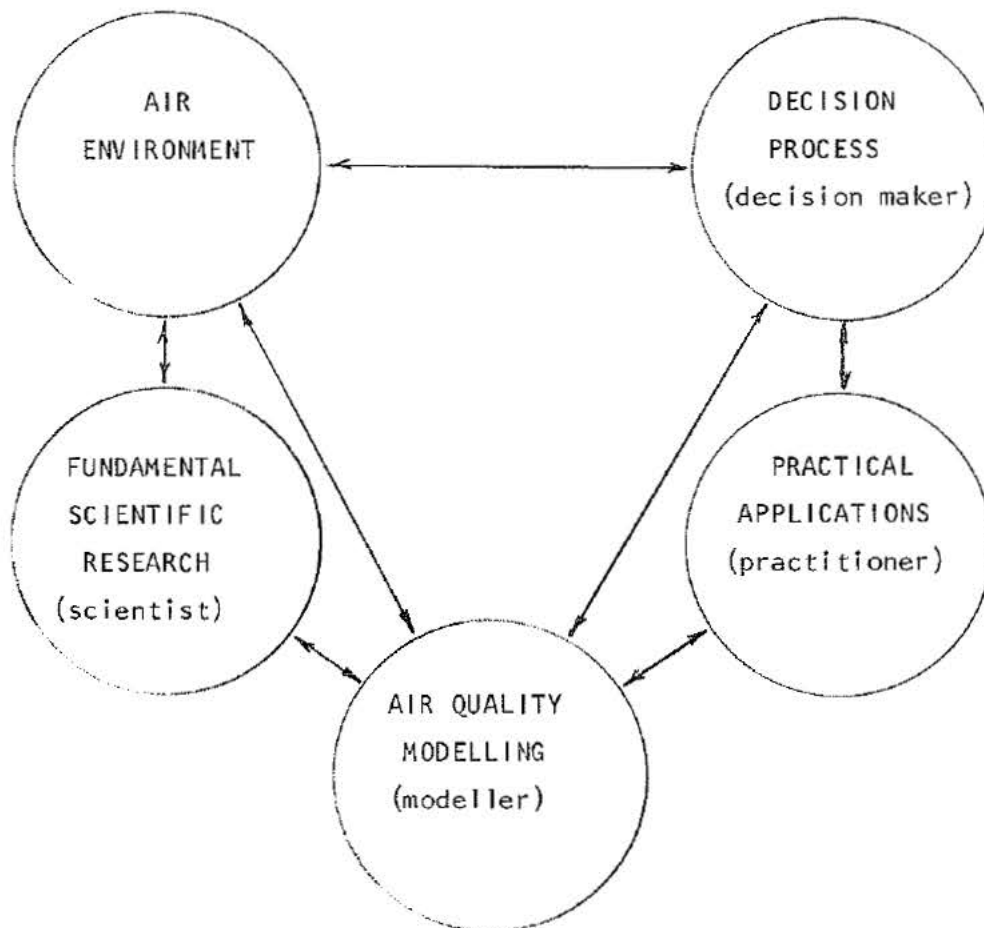 AIR
ENVIRONMENT
DECISION
PROCESS
(decision maker)
FUNDAMENTAL
SCIENTIFIC
RESEARCH
(scientist)
PRACTICAL
APPLICATIONS
(practitioner)
AIR QUALITY
MODELLING
(modeller)